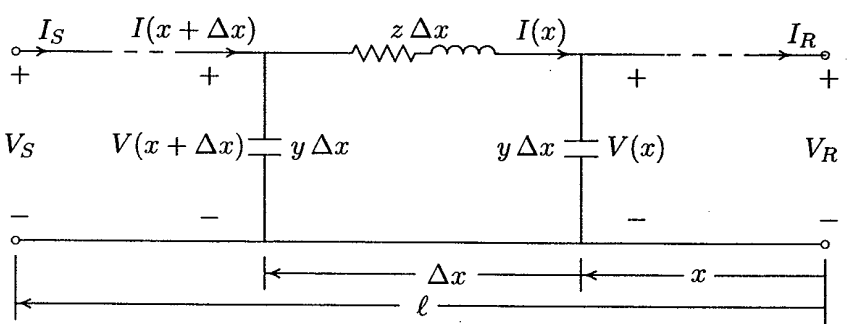 I_S I(x + Δx) z Δx I(x) I_R
+ + + +
V_S V(x + Δx) y Δx y Δx V(x) V_R
− − − −
Δx x
ℓ